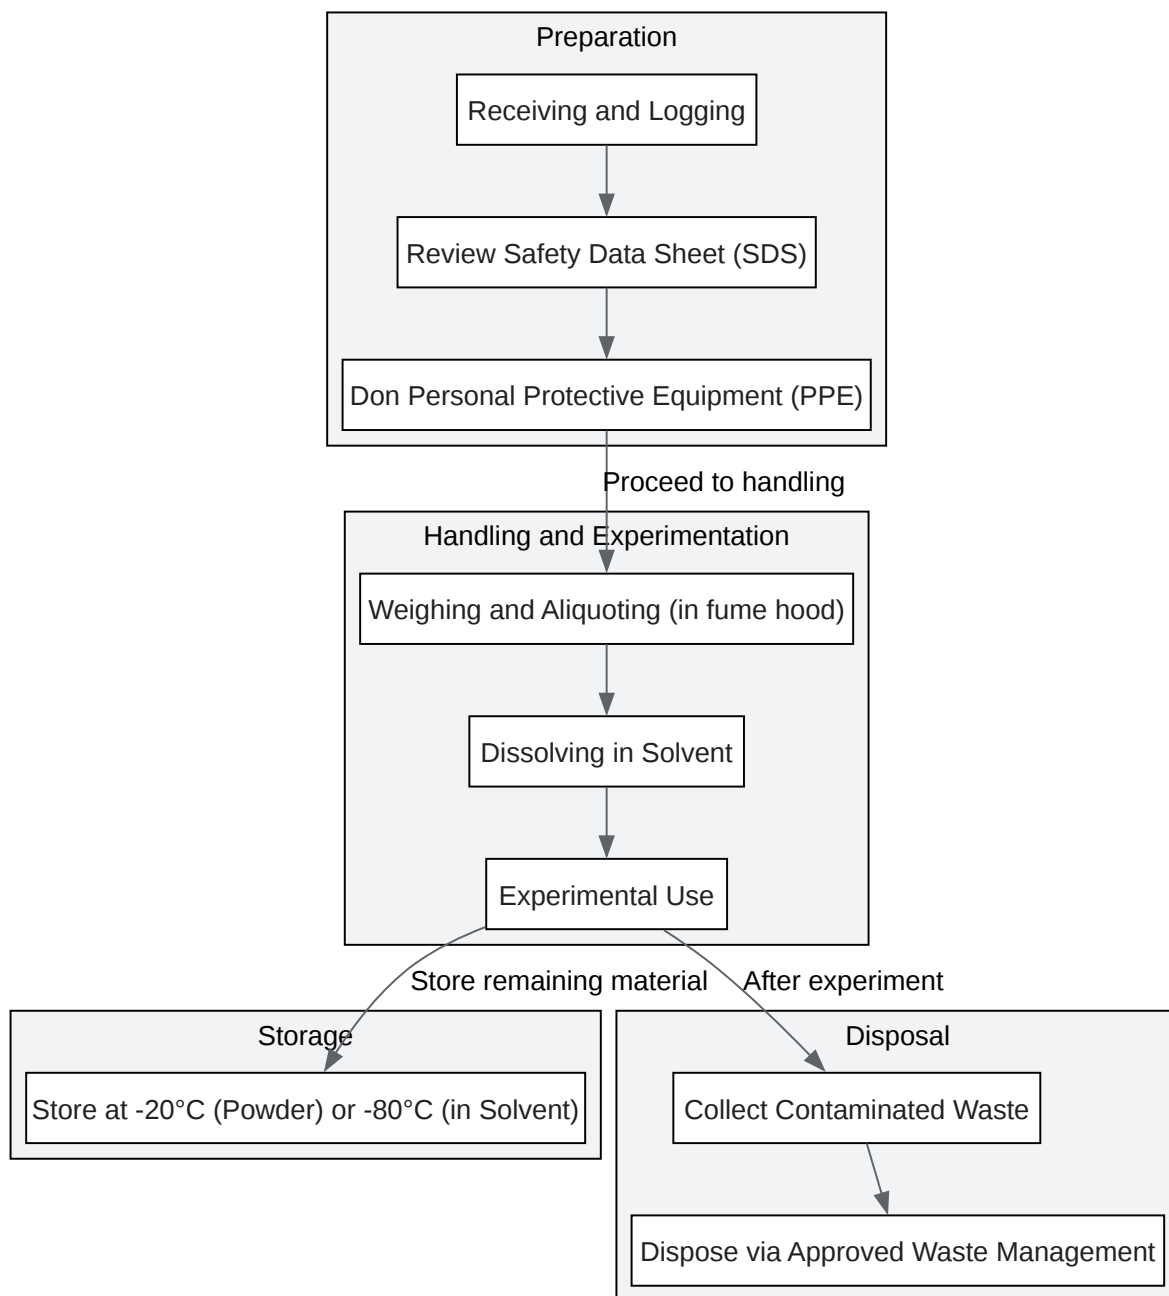 Preparation
Receiving and Logging
Review Safety Data Sheet (SDS)
Don Personal Protective Equipment (PPE)
Proceed to handling
Handling and Experimentation
Weighing and Aliquoting (in fume hood)
Dissolving in Solvent
Experimental Use
Store remaining material
After experiment
Storage
Store at -20°C (Powder) or -80°C (in Solvent)
Disposal
Collect Contaminated Waste
Dispose via Approved Waste Management